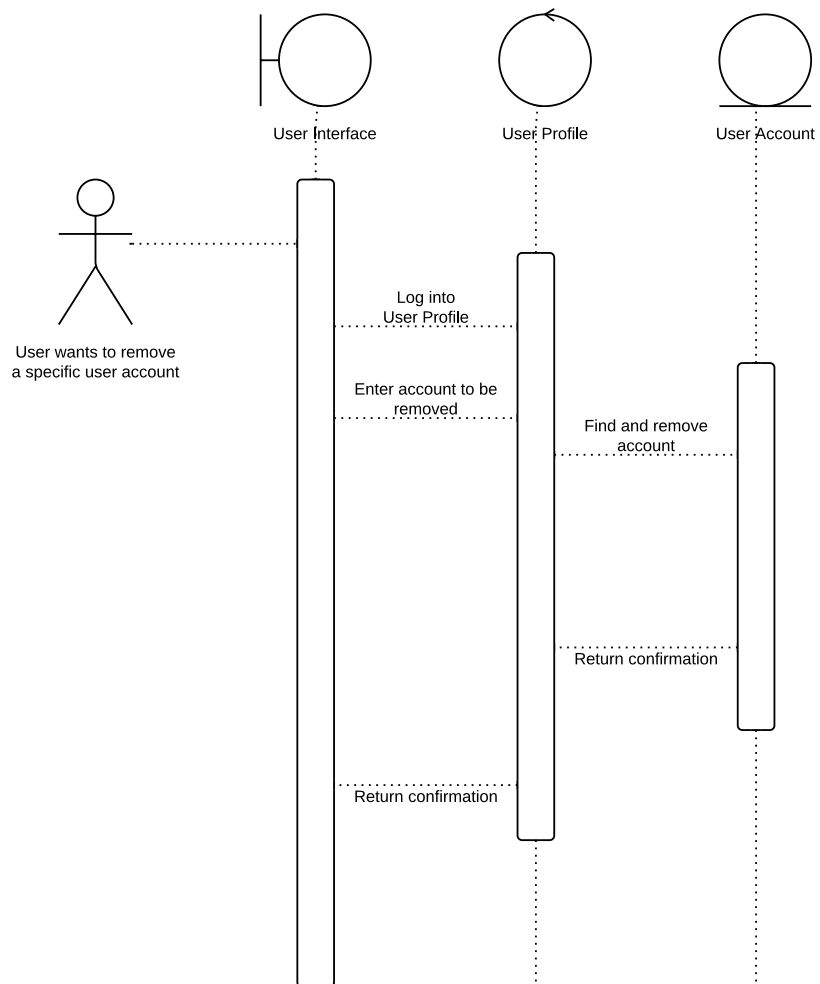 User Interface
User Profile
User Account
Log into
User Profile
User wants to remove
a specific user account
Enter account to be
removed
Find and remove
account
Return confirmation
Return confirmation